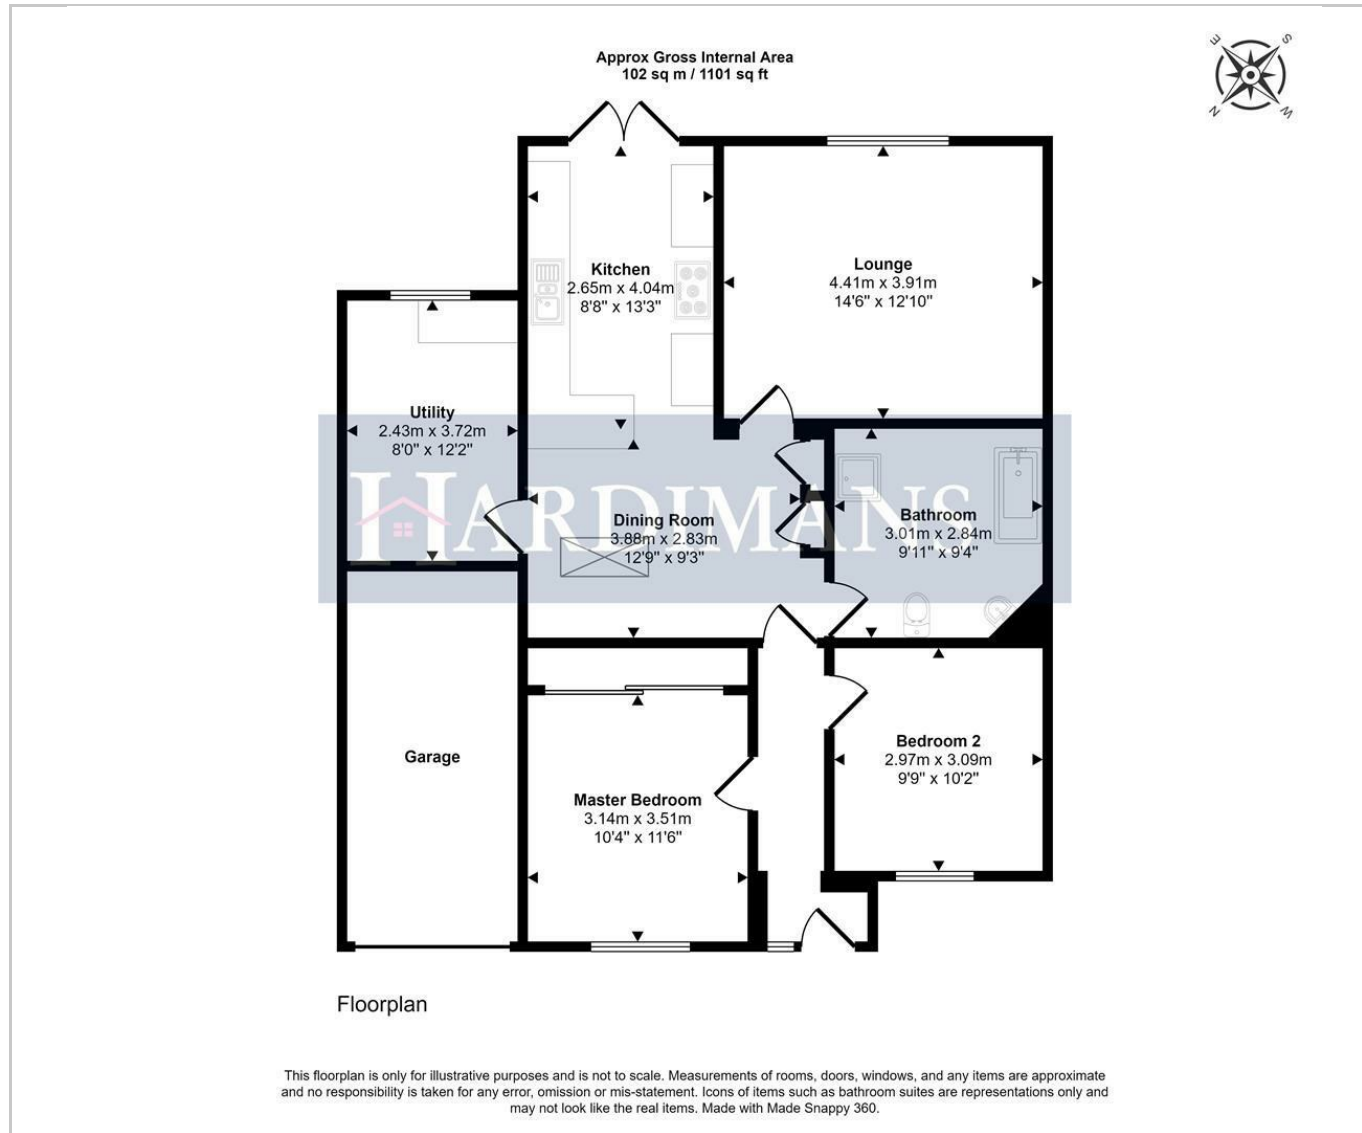 Approx Gross Internal Area
102 sq m / 1101 sq ft
E
S
N
W
Kitchen
2.65m x 4.04m
8'8" x 13'3"
Lounge
4.41m x 3.91m
14'6" x 12'10"
Utility
2.43m x 3.72m
8'0" x 12'2"
HARDIMANS
Dining Room
3.88m x 2.83m
12'9" x 9'3"
Bathroom
3.01m x 2.84m
9'11" x 9'4"
Garage
Master Bedroom
3.14m x 3.51m
10'4" x 11'6"
Bedroom 2
2.97m x 3.09m
9'9" x 10'2"
Floorplan
This floorplan is only for illustrative purposes and is not to scale. Measurements of rooms, doors, windows, and any items are approximate
and no responsibility is taken for any error, omission or mis-statement. Icons of items such as bathroom suites are representations only and
may not look like the real items. Made with Made Snappy 360.